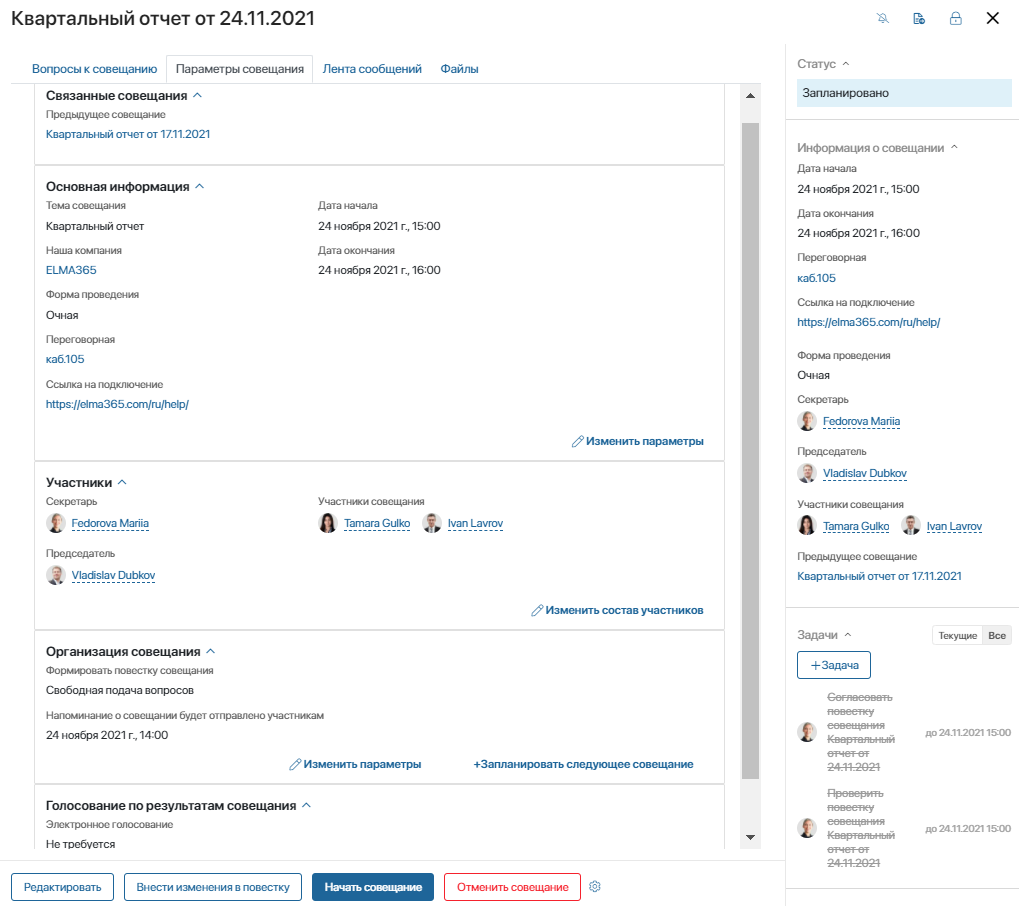 Квартальный отчет от 24.11.2021
Вопросы к совещанию Параметры совещания Лента сообщений Файлы
Связанные совещания
Предыдущее совещание
Квартальный отчет от 17.11.2021
Основная информация
Тема совещания
Квартальный отчет
Дата начала
24 ноября 2021 г., 15:00
Наша компания
ELMA365
Дата окончания
24 ноября 2021 г., 16:00
Форма проведения
Очная
Переговорная
каб.105
Ссылка на подключение
https://elma365.com/ru/help/
Изменить параметры
Участники
Секретарь
Fedorova Mariia
Участники совещания
Tamara Gulko Ivan Lavrov
Председатель
Vladislav Dubkov
Изменить состав участников
Организация совещания
Формировать повестку совещания
Свободная подача вопросов
Напоминание о совещании будет отправлено участникам
24 ноября 2021 г., 14:00
Изменить параметры +Запланировать следующее совещание
Голосование по результатам совещания
Электронное голосование
Не требуется
Редактировать Внести изменения в повестку Начать совещание Отменить совещание
Статус
Запланировано
Информация о совещании
Дата начала
24 ноября 2021 г., 15:00
Дата окончания
24 ноября 2021 г., 16:00
Переговорная
каб.105
Ссылка на подключение
https://elma365.com/ru/help/
Форма проведения
Очная
Секретарь
Fedorova Mariia
Председатель
Vladislav Dubkov
Участники совещания
Tamara Gulko Ivan Lavrov
Предыдущее совещание
Квартальный отчет от 17.11.2021
Задачи Текущие Все
+Задача
Согласовать
повестку
совещания
Квартальный
отчет от
24.11.2021
до 24.11.2021 15:00
Проверить
повестку
совещания
Квартальный
отчет от
24.11.2021
до 24.11.2021 15:00